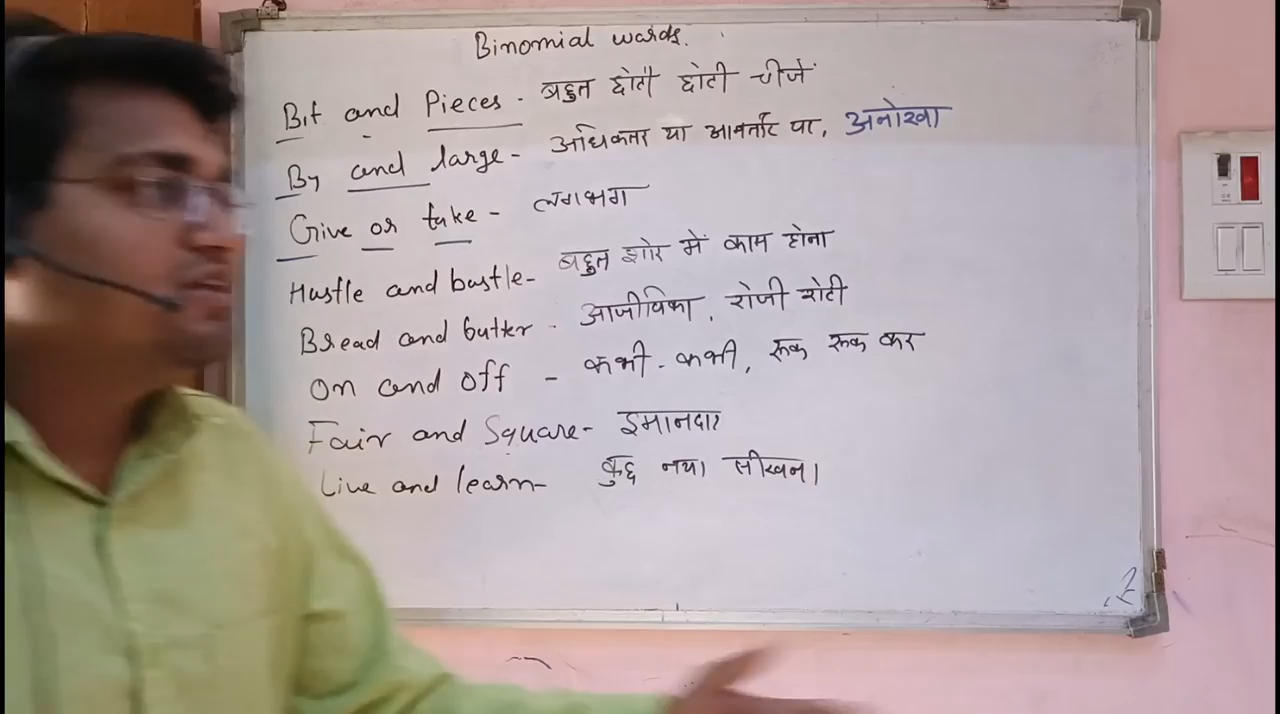 Binomial words.
Bit and Pieces - बहुत छोटी छोटी चीजें
By and large - अधिकतर या आमतौर पर, अनोखा
Give or take - लगभग
Hustle and bustle - बहुत शोर में काम होना
Bread and butter - आजीविका, रोजी रोटी
On and off - कभी - कभी, रूक रूक कर
Fair and Square - इमानदार
Live and learn - कुछ नया सीखना